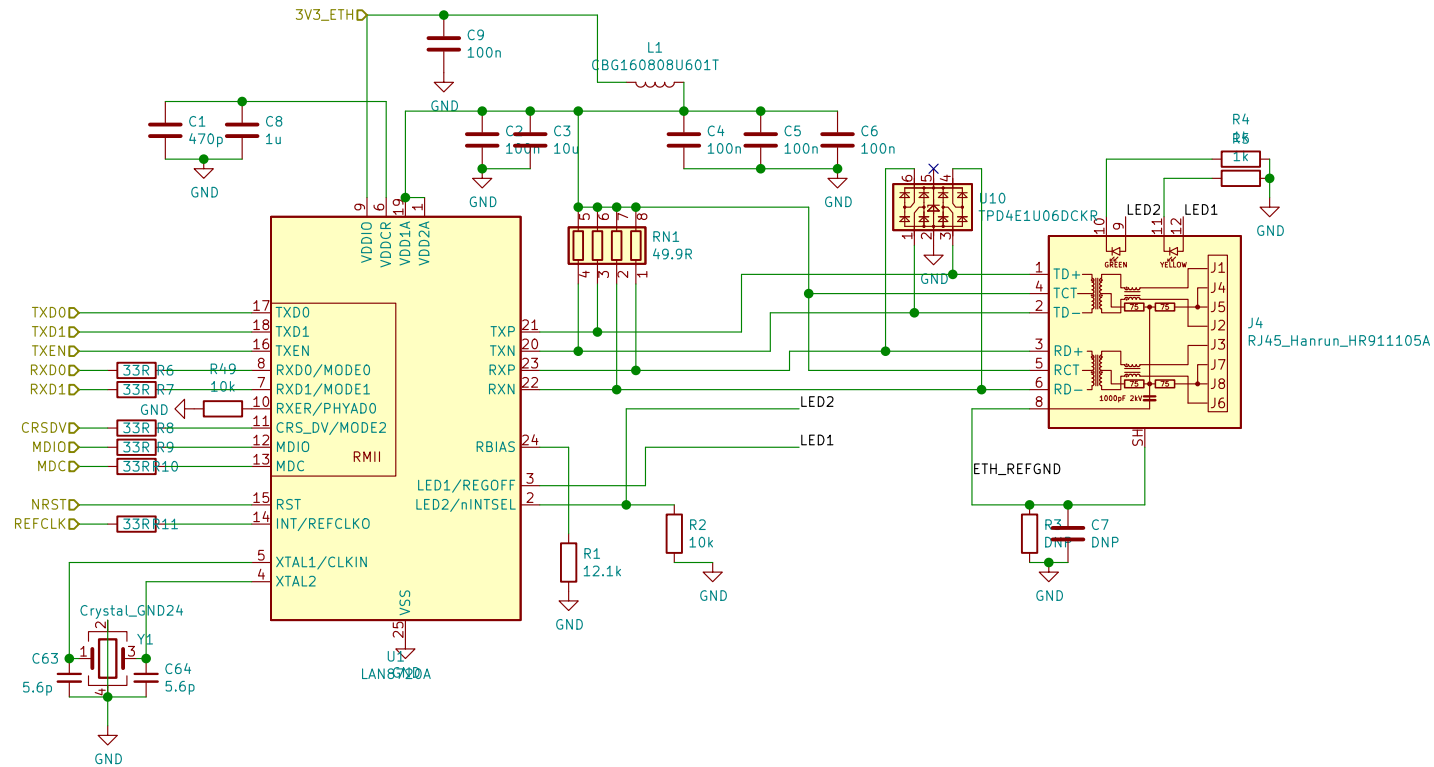 3V3_ETH
C9
100n
GND
L1
CBG160808U601T
C1
470p
C8
1u
GND
C2
100n
C3
10u
GND
C4
100n
C5
100n
C6
100n
GND
R4
R5
1k
GND
9
6
19
1
VDDIO
VDDCR
VDD1A
VDD2A
5
6
7
8
RN1
49.9R
4
3
2
1
6
5
4
1
2
3
U10
TPD4E1U06DCKR
GND
10
9
LED2
11
12
LED1
GREEN
YELLOW
TXD0
17
TXD0
TXD1
18
TXD1
TXEN
16
TXEN
RXD0
33R
R6
8
RXD0/MODE0
RXD1
33R
R7
7
RXD1/MODE1
R49
10k
GND
10
RXER/PHYAD0
CRSDV
33R
R8
11
CRS_DV/MODE2
MDIO
33R
R9
12
MDIO
MDC
33R
R10
13
MDC
RMII
NRST
15
RST
REFCLK
33R
R11
14
INT/REFCLKO
5
XTAL1/CLKIN
4
XTAL2
TXP
21
TXN
20
RXP
23
RXN
22
RBIAS
24
LED1/REGOFF
3
LED2/nINTSEL
2
LED2
LED1
1
TD+
4
TCT
2
TD-
3
RD+
5
RCT
6
RD-
8
75
75
75
75
1000pF 2kV
J1
J4
J5
J2
J3
J7
J8
J6
J4
RJ45_Hanrun_HR911105A
SH
ETH_REFGND
R3
DNP
C7
DNP
GND
R2
10k
GND
R1
12.1k
GND
VSS
25
U1
GND
LAN8720A
Crystal_GND24
Y1
2
1
3
4
C63
5.6p
C64
5.6p
GND